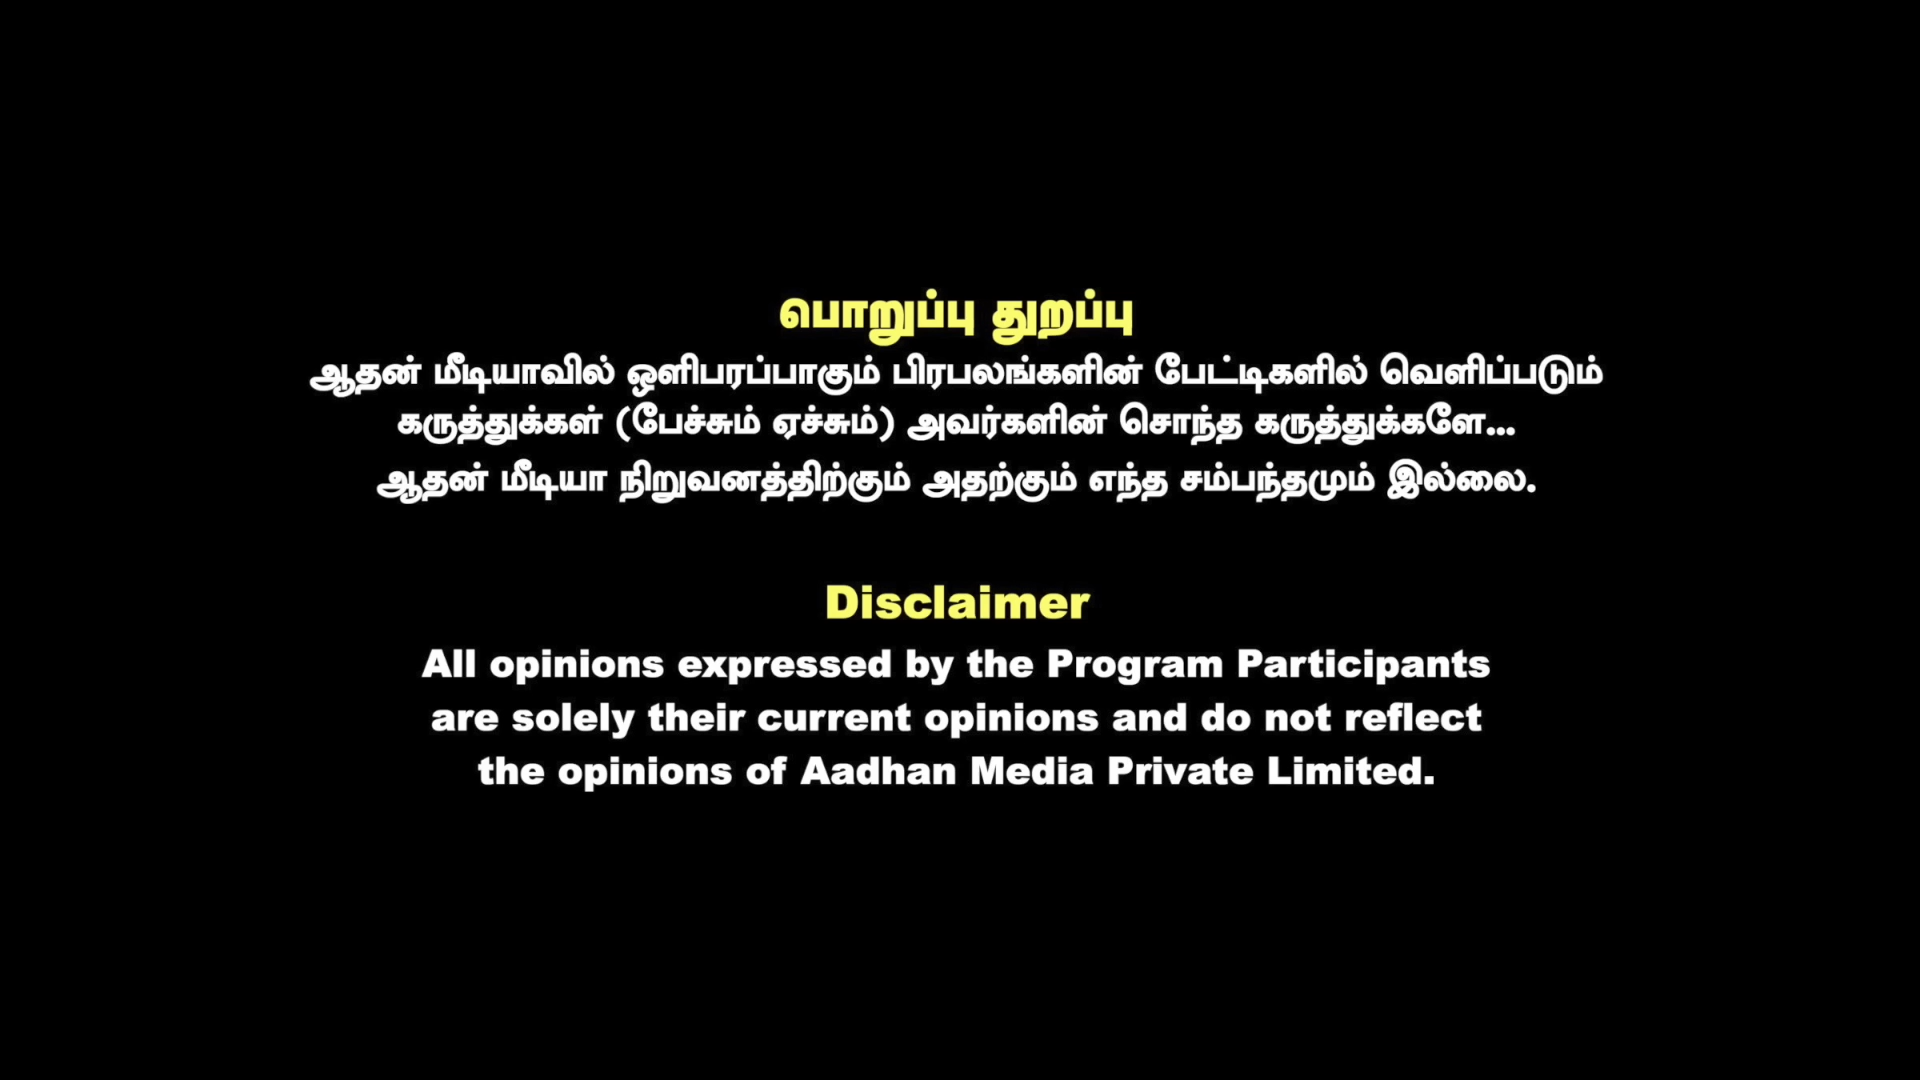 பொறுப்பு துறப்பு
ஆதன் மீடியாவில் ஒளிபரப்பாகும் பிரபலங்களின் பேட்டிகளில் வெளிப்படும்
கருத்துக்கள் (பேச்சும் ஏச்சும்) அவர்களின் சொந்த கருத்துக்களே...
ஆதன் மீடியா நிறுவனத்திற்கும் அதற்கும் எந்த சம்பந்தமும் இல்லை.
Disclaimer
All opinions expressed by the Program Participants
are solely their current opinions and do not reflect
the opinions of Aadhan Media Private Limited.